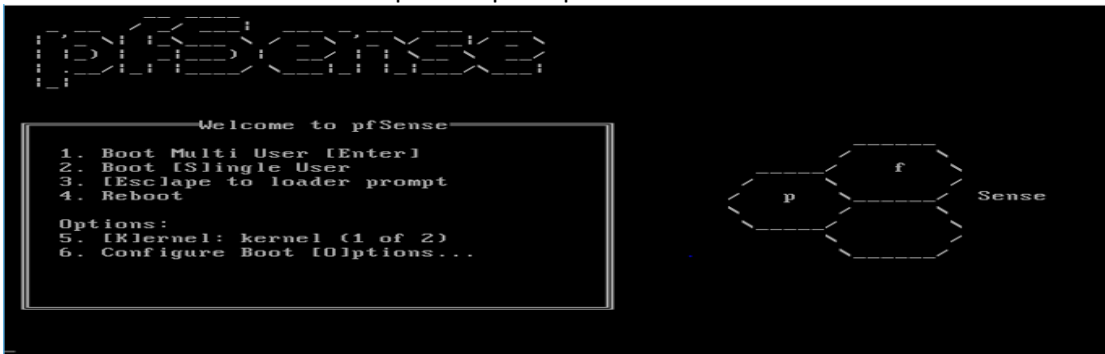 pfSense
Welcome to pfSense
1. Boot Multi User [Enter]
2. Boot [S]ingle User
3. [Esc]ape to loader prompt
4. Reboot
Options:
5. [K]ernel: kernel (1 of 2)
6. Configure Boot [O]ptions...
f
p Sense